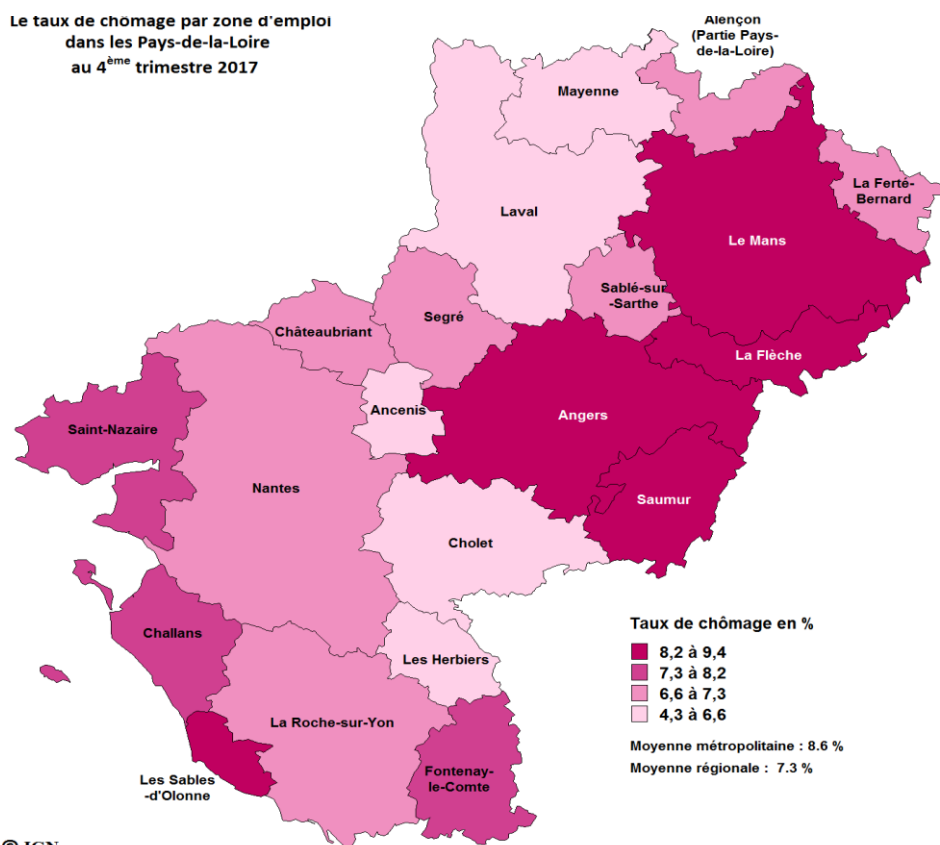 Le taux de chômage par zone d'emploi
dans les Pays-de-la-Loire
au 4ème trimestre 2017
Alençon
(Partie Pays-
de-la-Loire)
Mayenne
La Ferté-
Bernard
Laval
Le Mans
Sablé-sur
-Sarthe
Segré
Châteaubriant
La Flèche
Ancenis
Angers
Saint-Nazaire
Nantes
Saumur
Cholet
Challans
Les Herbiers
La Roche-sur-Yon
Fontenay-
le-Comte
Les Sables
-d'Olonne
Taux de chômage en %
8,2 à 9,4
7,3 à 8,2
6,6 à 7,3
4,3 à 6,6
Moyenne métropolitaine : 8.6 %
Moyenne régionale : 7.3 %
© IGN